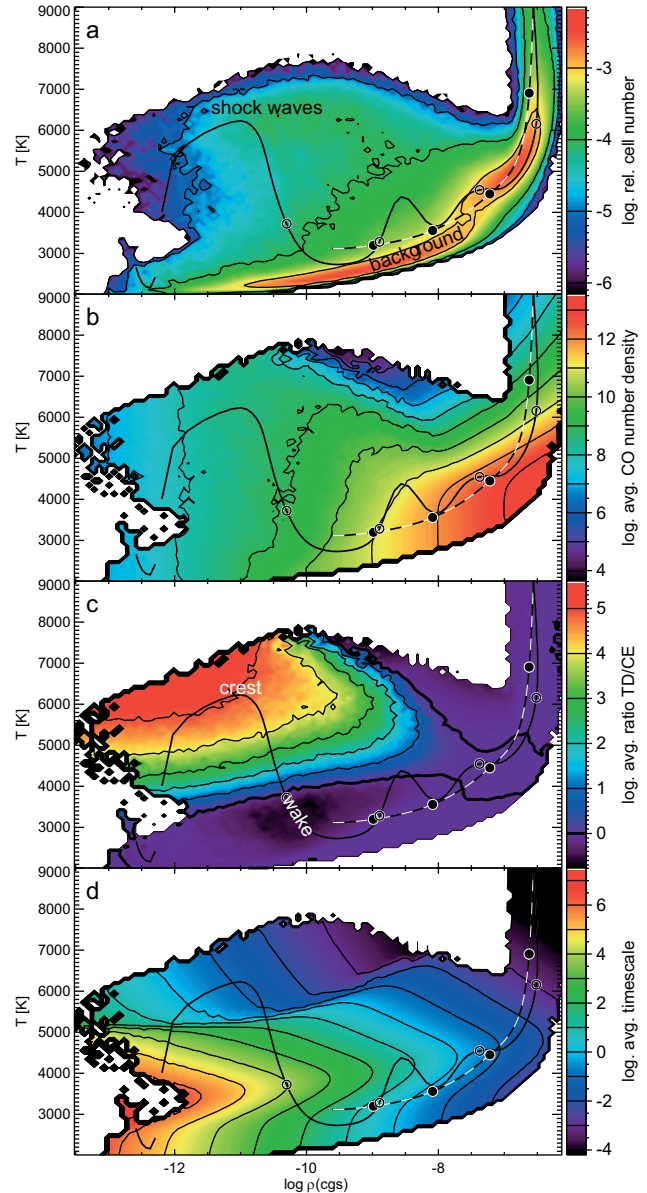 a
shock waves
background
T [K]
9000
8000
7000
6000
5000
4000
3000
log. rel. cell number
-3
-4
-5
-6
b
T [K]
9000
8000
7000
6000
5000
4000
3000
log. avg. CO number density
12
10
8
6
4
c
crest
wake
T [K]
9000
8000
7000
6000
5000
4000
3000
log. avg. ratio TD/CE
5
4
3
2
1
0
d
T [K]
9000
8000
7000
6000
5000
4000
3000
log. avg. timescale
6
4
2
0
-2
-4
-12 -10 -8
log ρ(cgs)